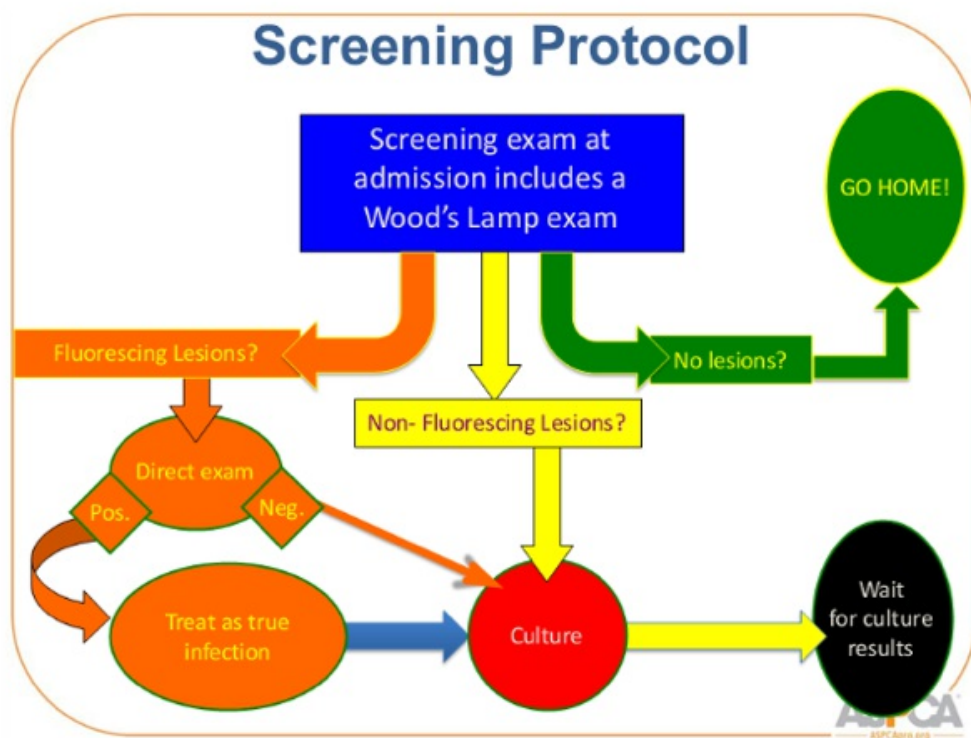 Screening Protocol
Screening exam at
admission includes a
Wood's Lamp exam
GO HOME!
Fluorescing Lesions?
No lesions?
Non- Fluorescing Lesions?
Direct exam
Pos.
Neg.
Treat as true
infection
Culture
Wait
for culture
results
ASPCA